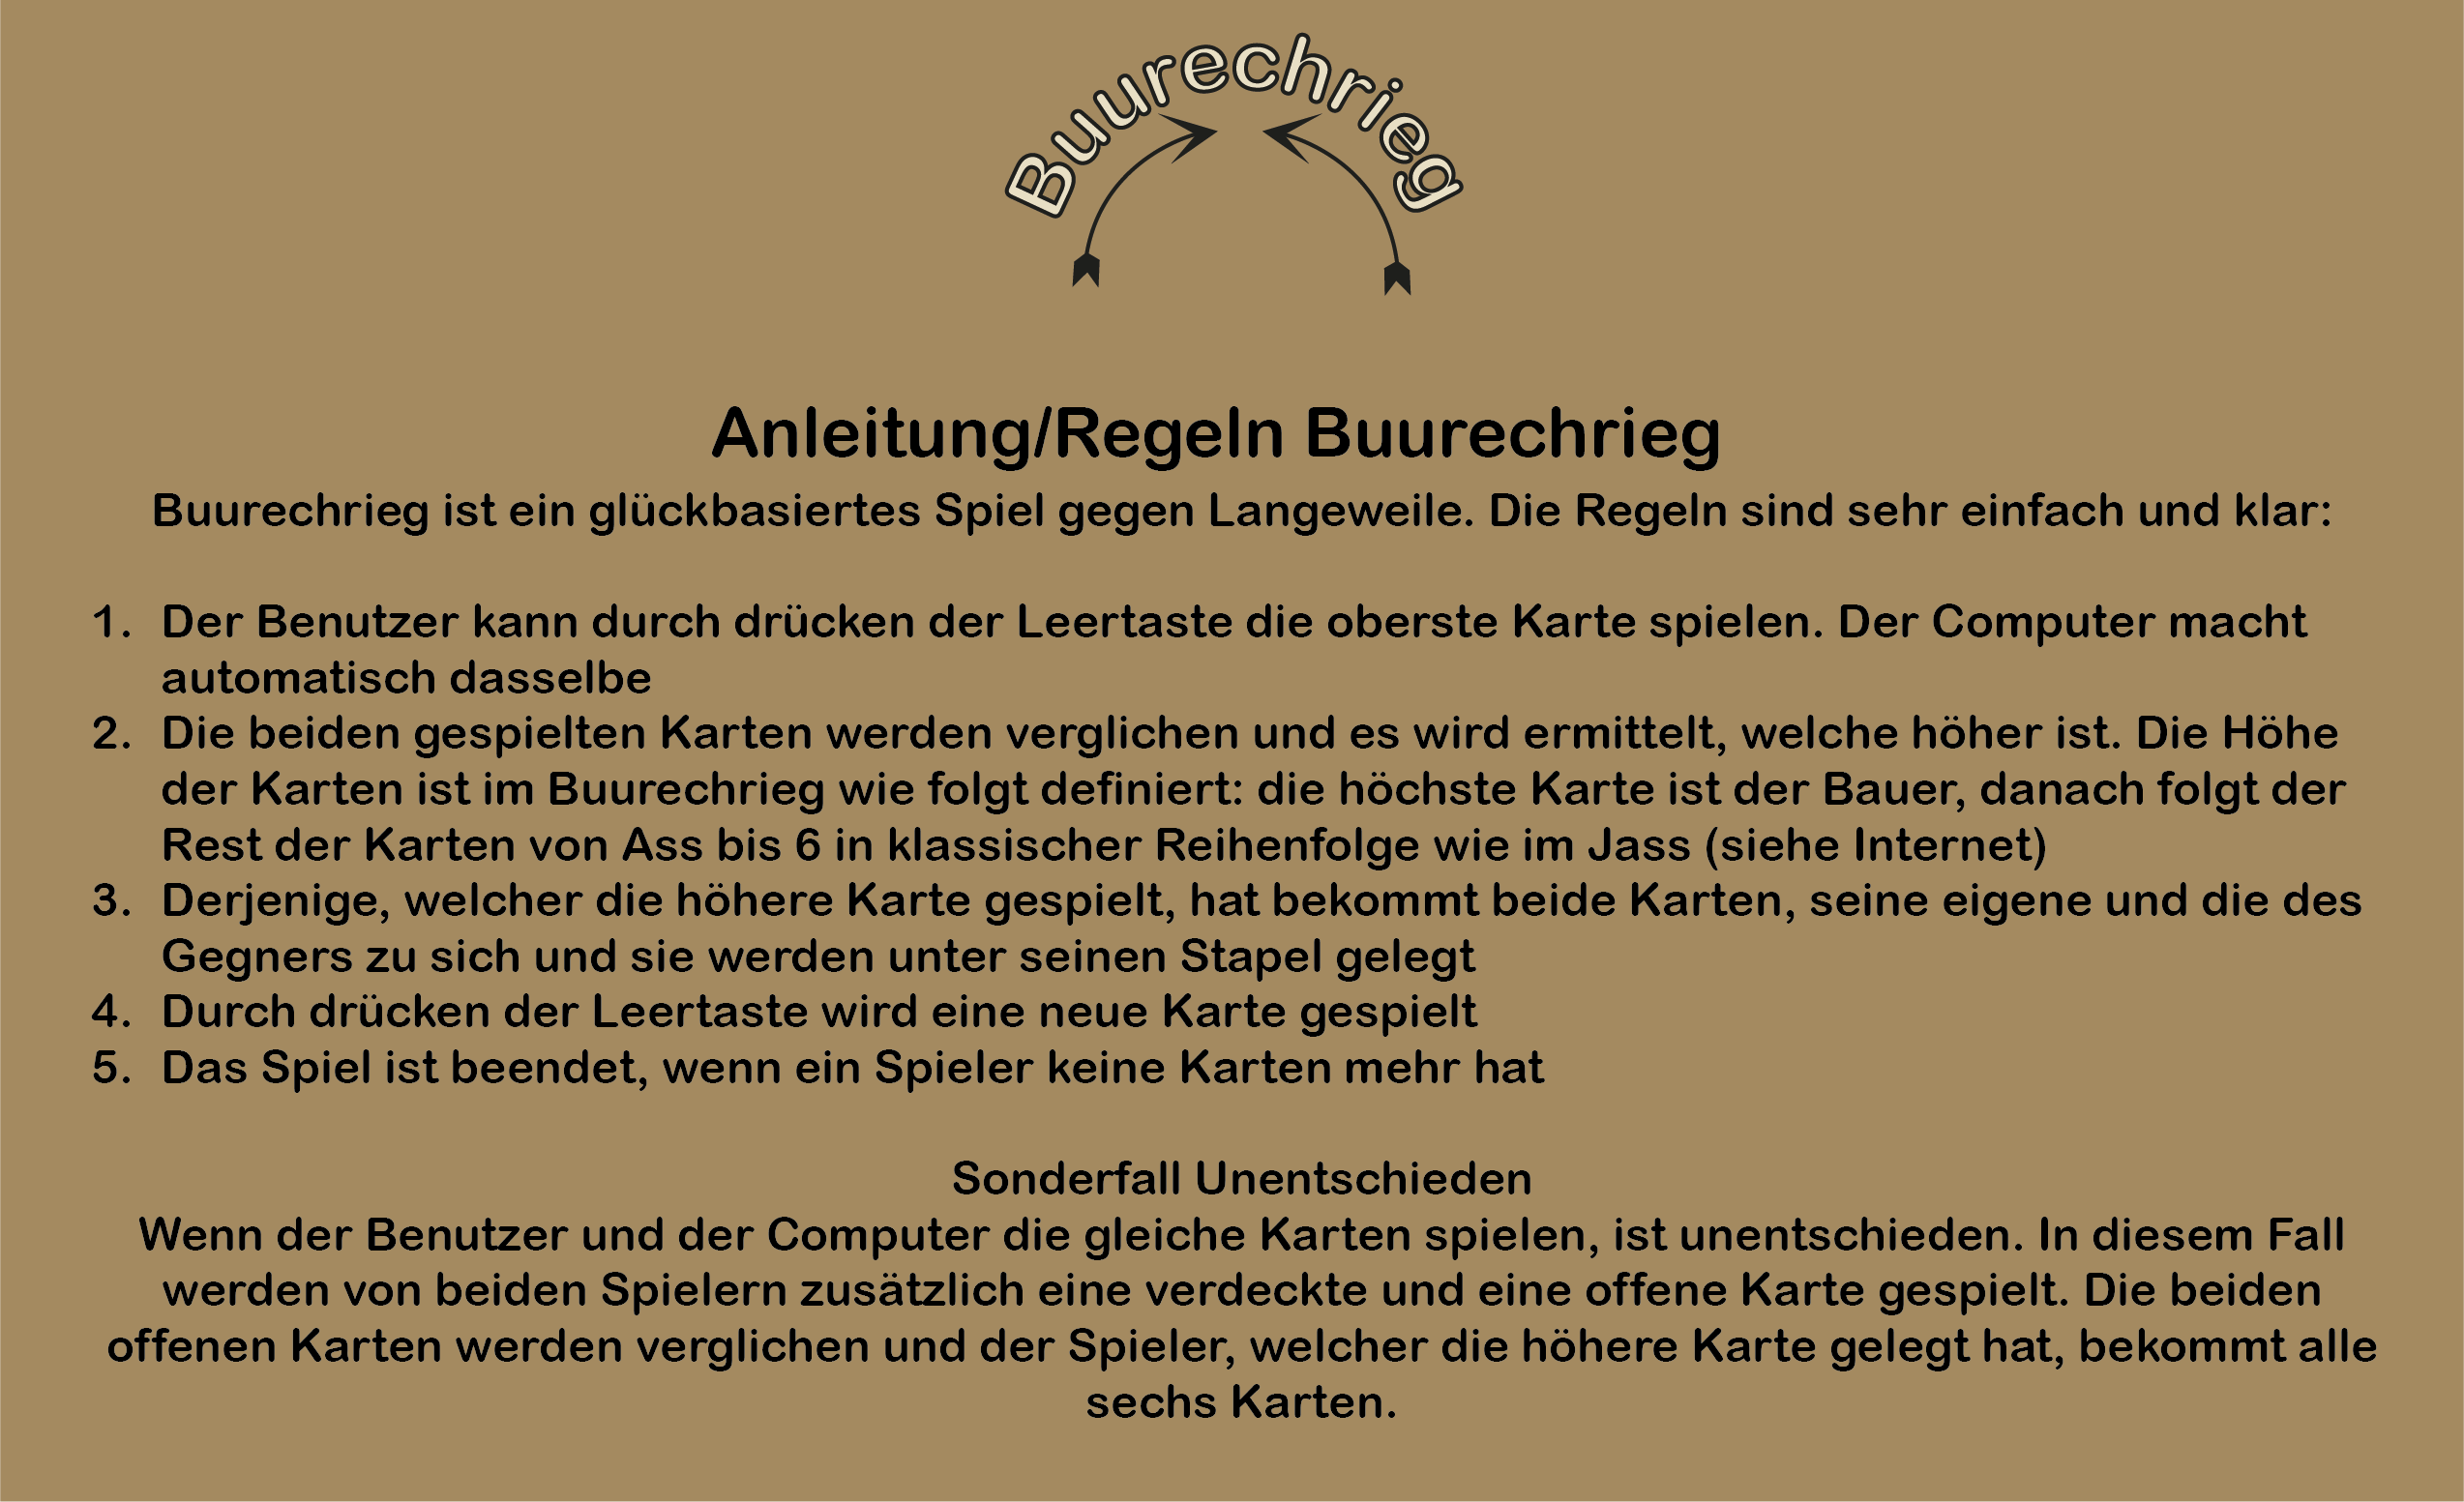 Buurechrieg
Anleitung/Regeln Buurechrieg
Buurechrieg ist ein glückbasiertes Spiel gegen Langeweile. Die Regeln sind sehr einfach und klar:
1. Der Benutzer kann durch drücken der Leertaste die oberste Karte spielen. Der Computer macht
automatisch dasselbe
2. Die beiden gespielten Karten werden verglichen und es wird ermittelt, welche höher ist. Die Höhe
der Karten ist im Buurechrieg wie folgt definiert: die höchste Karte ist der Bauer, danach folgt der
Rest der Karten von Ass bis 6 in klassischer Reihenfolge wie im Jass (siehe Internet)
3. Derjenige, welcher die höhere Karte gespielt, hat bekommt beide Karten, seine eigene und die des
Gegners zu sich und sie werden unter seinen Stapel gelegt
4. Durch drücken der Leertaste wird eine neue Karte gespielt
5. Das Spiel ist beendet, wenn ein Spieler keine Karten mehr hat
Sonderfall Unentschieden
Wenn der Benutzer und der Computer die gleiche Karten spielen, ist unentschieden. In diesem Fall
werden von beiden Spielern zusätzlich eine verdeckte und eine offene Karte gespielt. Die beiden
offenen Karten werden verglichen und der Spieler, welcher die höhere Karte gelegt hat, bekommt alle
sechs Karten.